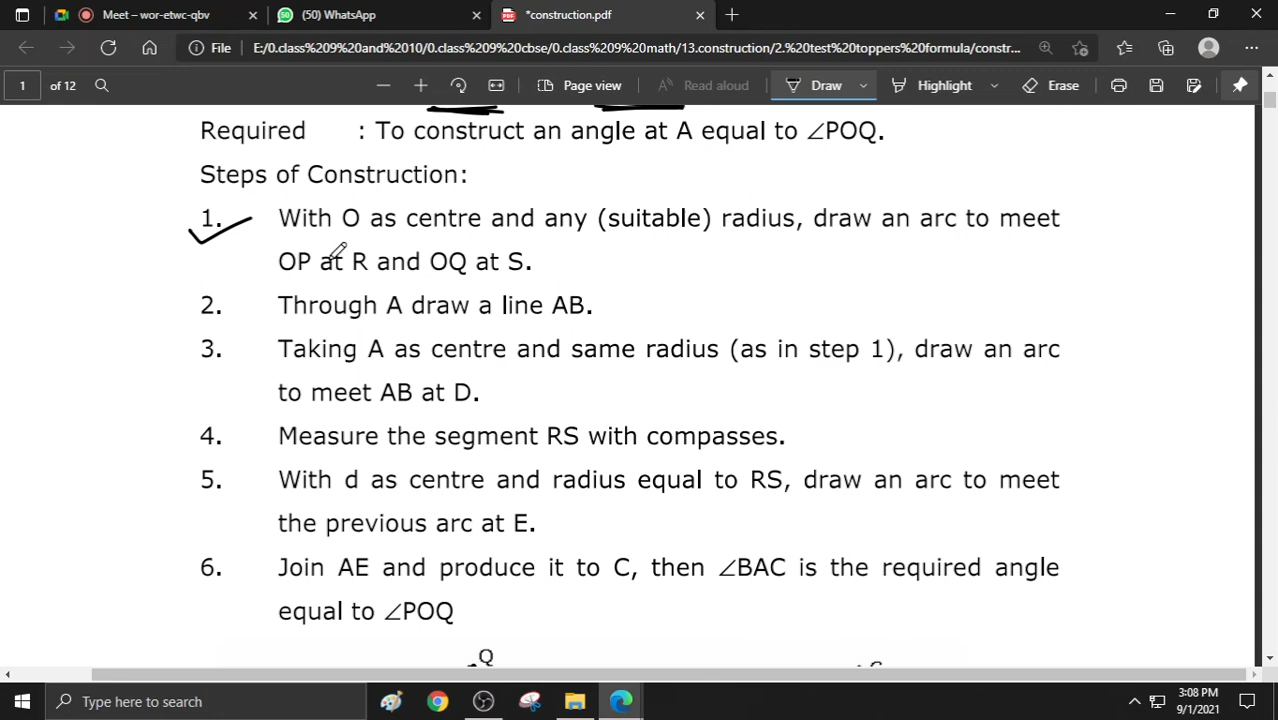 Meet – wor-etwc-qbv
(50) WhatsApp
*construction.pdf
File
E:/0.class%209%20and%2010/0.class%209%20cbse/0.class%209%20math/13.construction/2.%20test%20toppers%20formula/constr...
1
of 12
Page view
Read aloud
Draw
Highlight
Erase
Required : To construct an angle at A equal to ∠POQ.
Steps of Construction:
1. With O as centre and any (suitable) radius, draw an arc to meet
OP at R and OQ at S.
2. Through A draw a line AB.
3. Taking A as centre and same radius (as in step 1), draw an arc
to meet AB at D.
4. Measure the segment RS with compasses.
5. With d as centre and radius equal to RS, draw an arc to meet
the previous arc at E.
6. Join AE and produce it to C, then ∠BAC is the required angle
equal to ∠POQ
Q
Type here to search
3:08 PM
9/1/2021